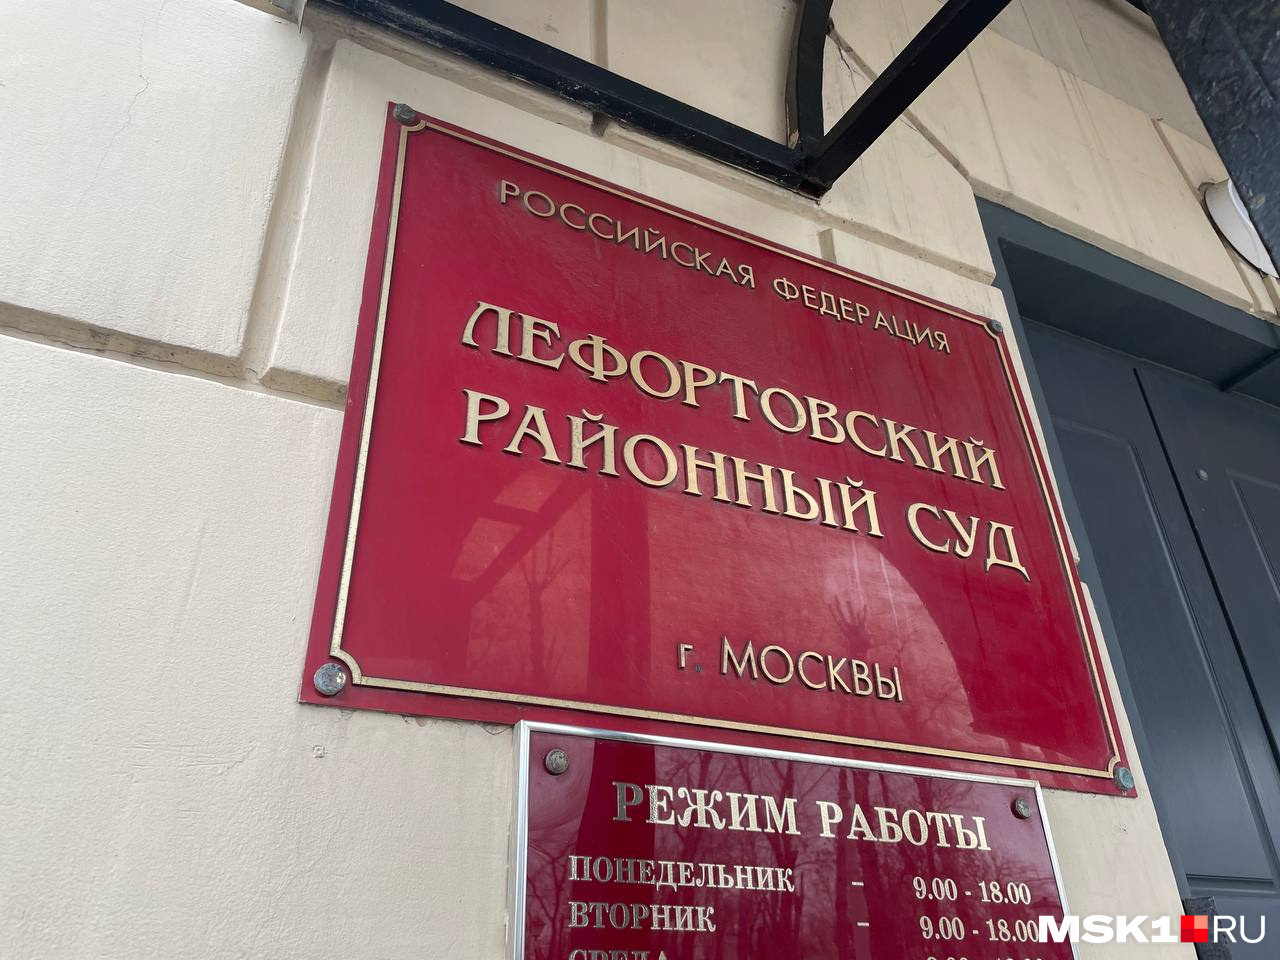 РОССИЙСКАЯ ФЕДЕРАЦИЯ
ЛЕФОРТОВСКИЙ
РАЙОННЫЙ СУД
г. МОСКВЫ
РЕЖИМ РАБОТЫ
ПОНЕДЕЛЬНИК - 9.00 - 18.00
ВТОРНИК - 9.00 - 18.00
СРЕДА
MSK1.RU